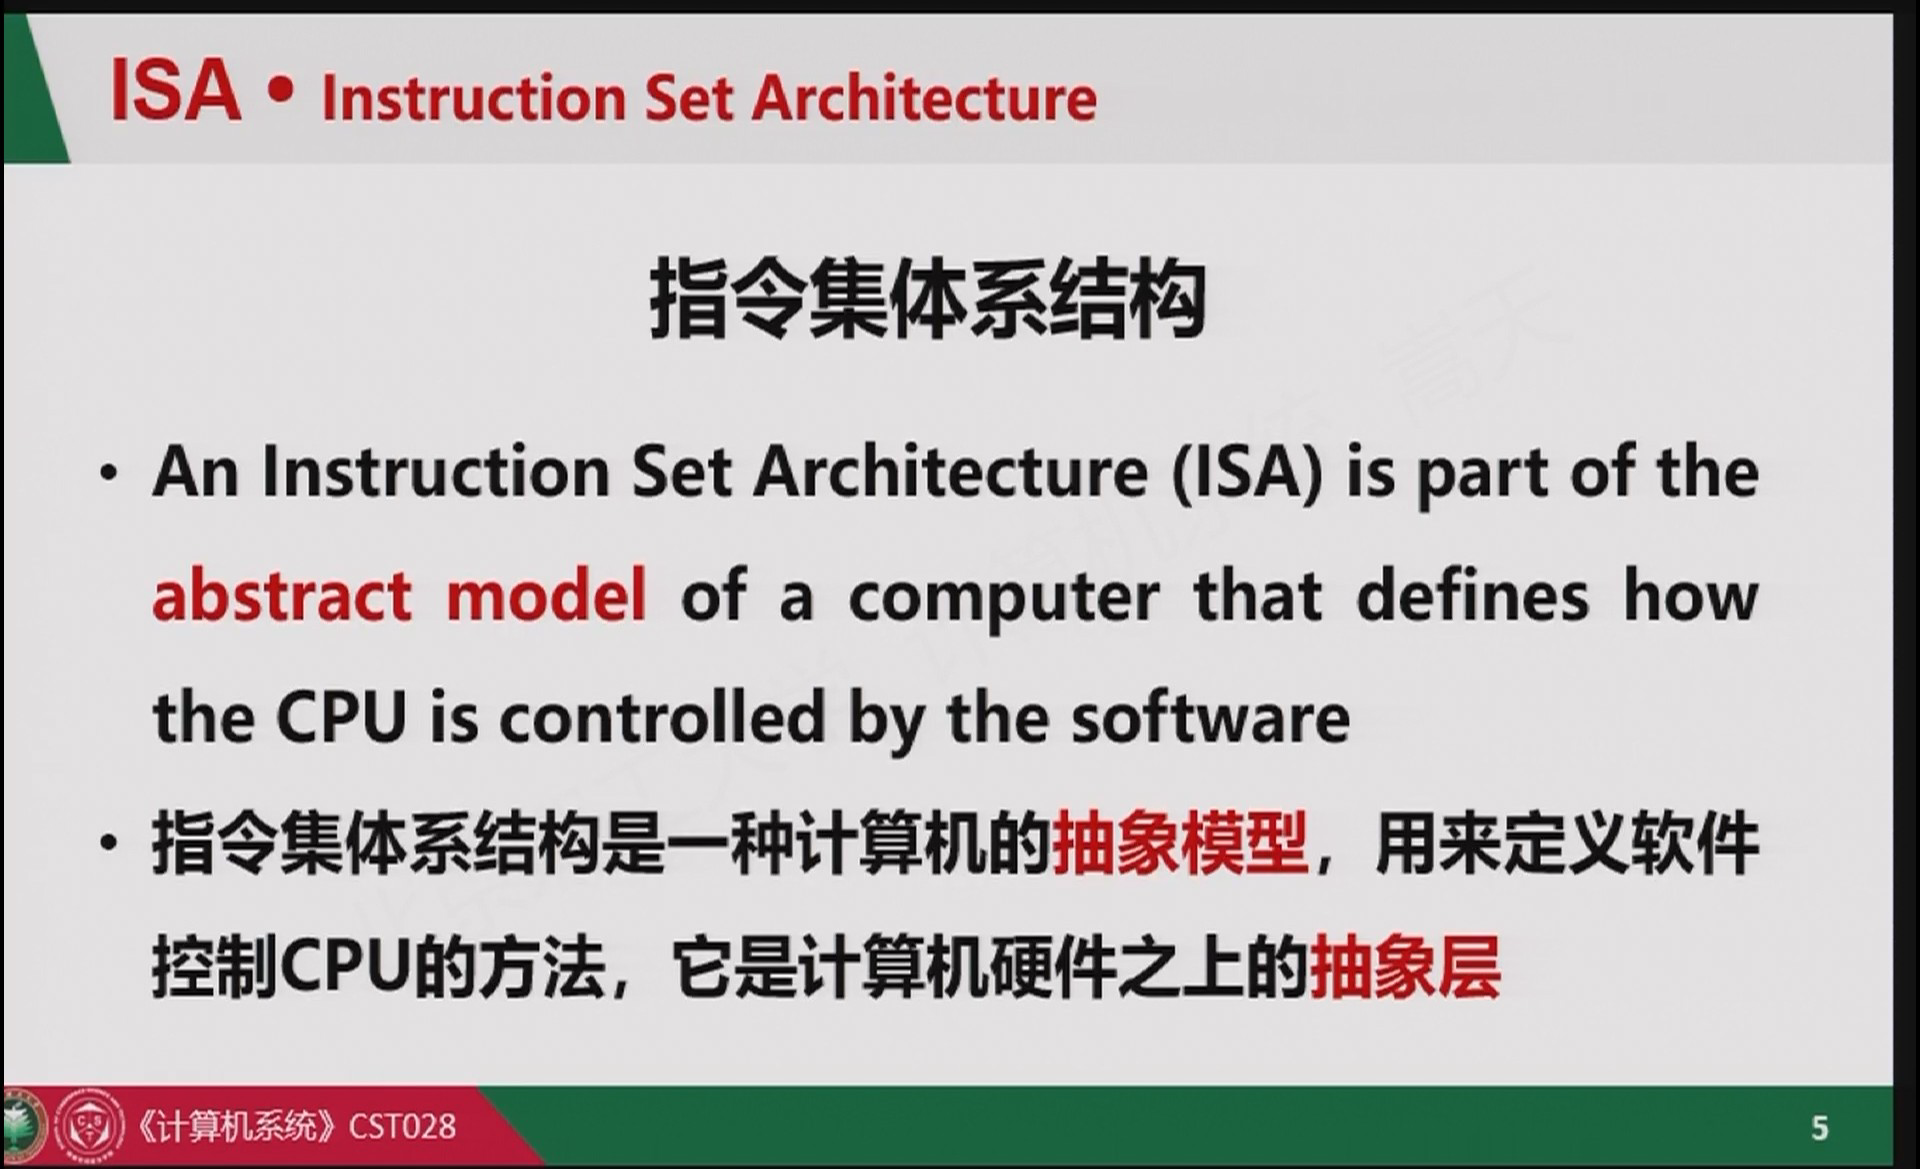 ISA • Instruction Set Architecture
指令集体系结构
• An Instruction Set Architecture (ISA) is part of the
abstract model of a computer that defines how
the CPU is controlled by the software
• 指令集体系结构是一种计算机的抽象模型，用来定义软件
控制CPU的方法，它是计算机硬件之上的抽象层
《计算机系统》CST028
5